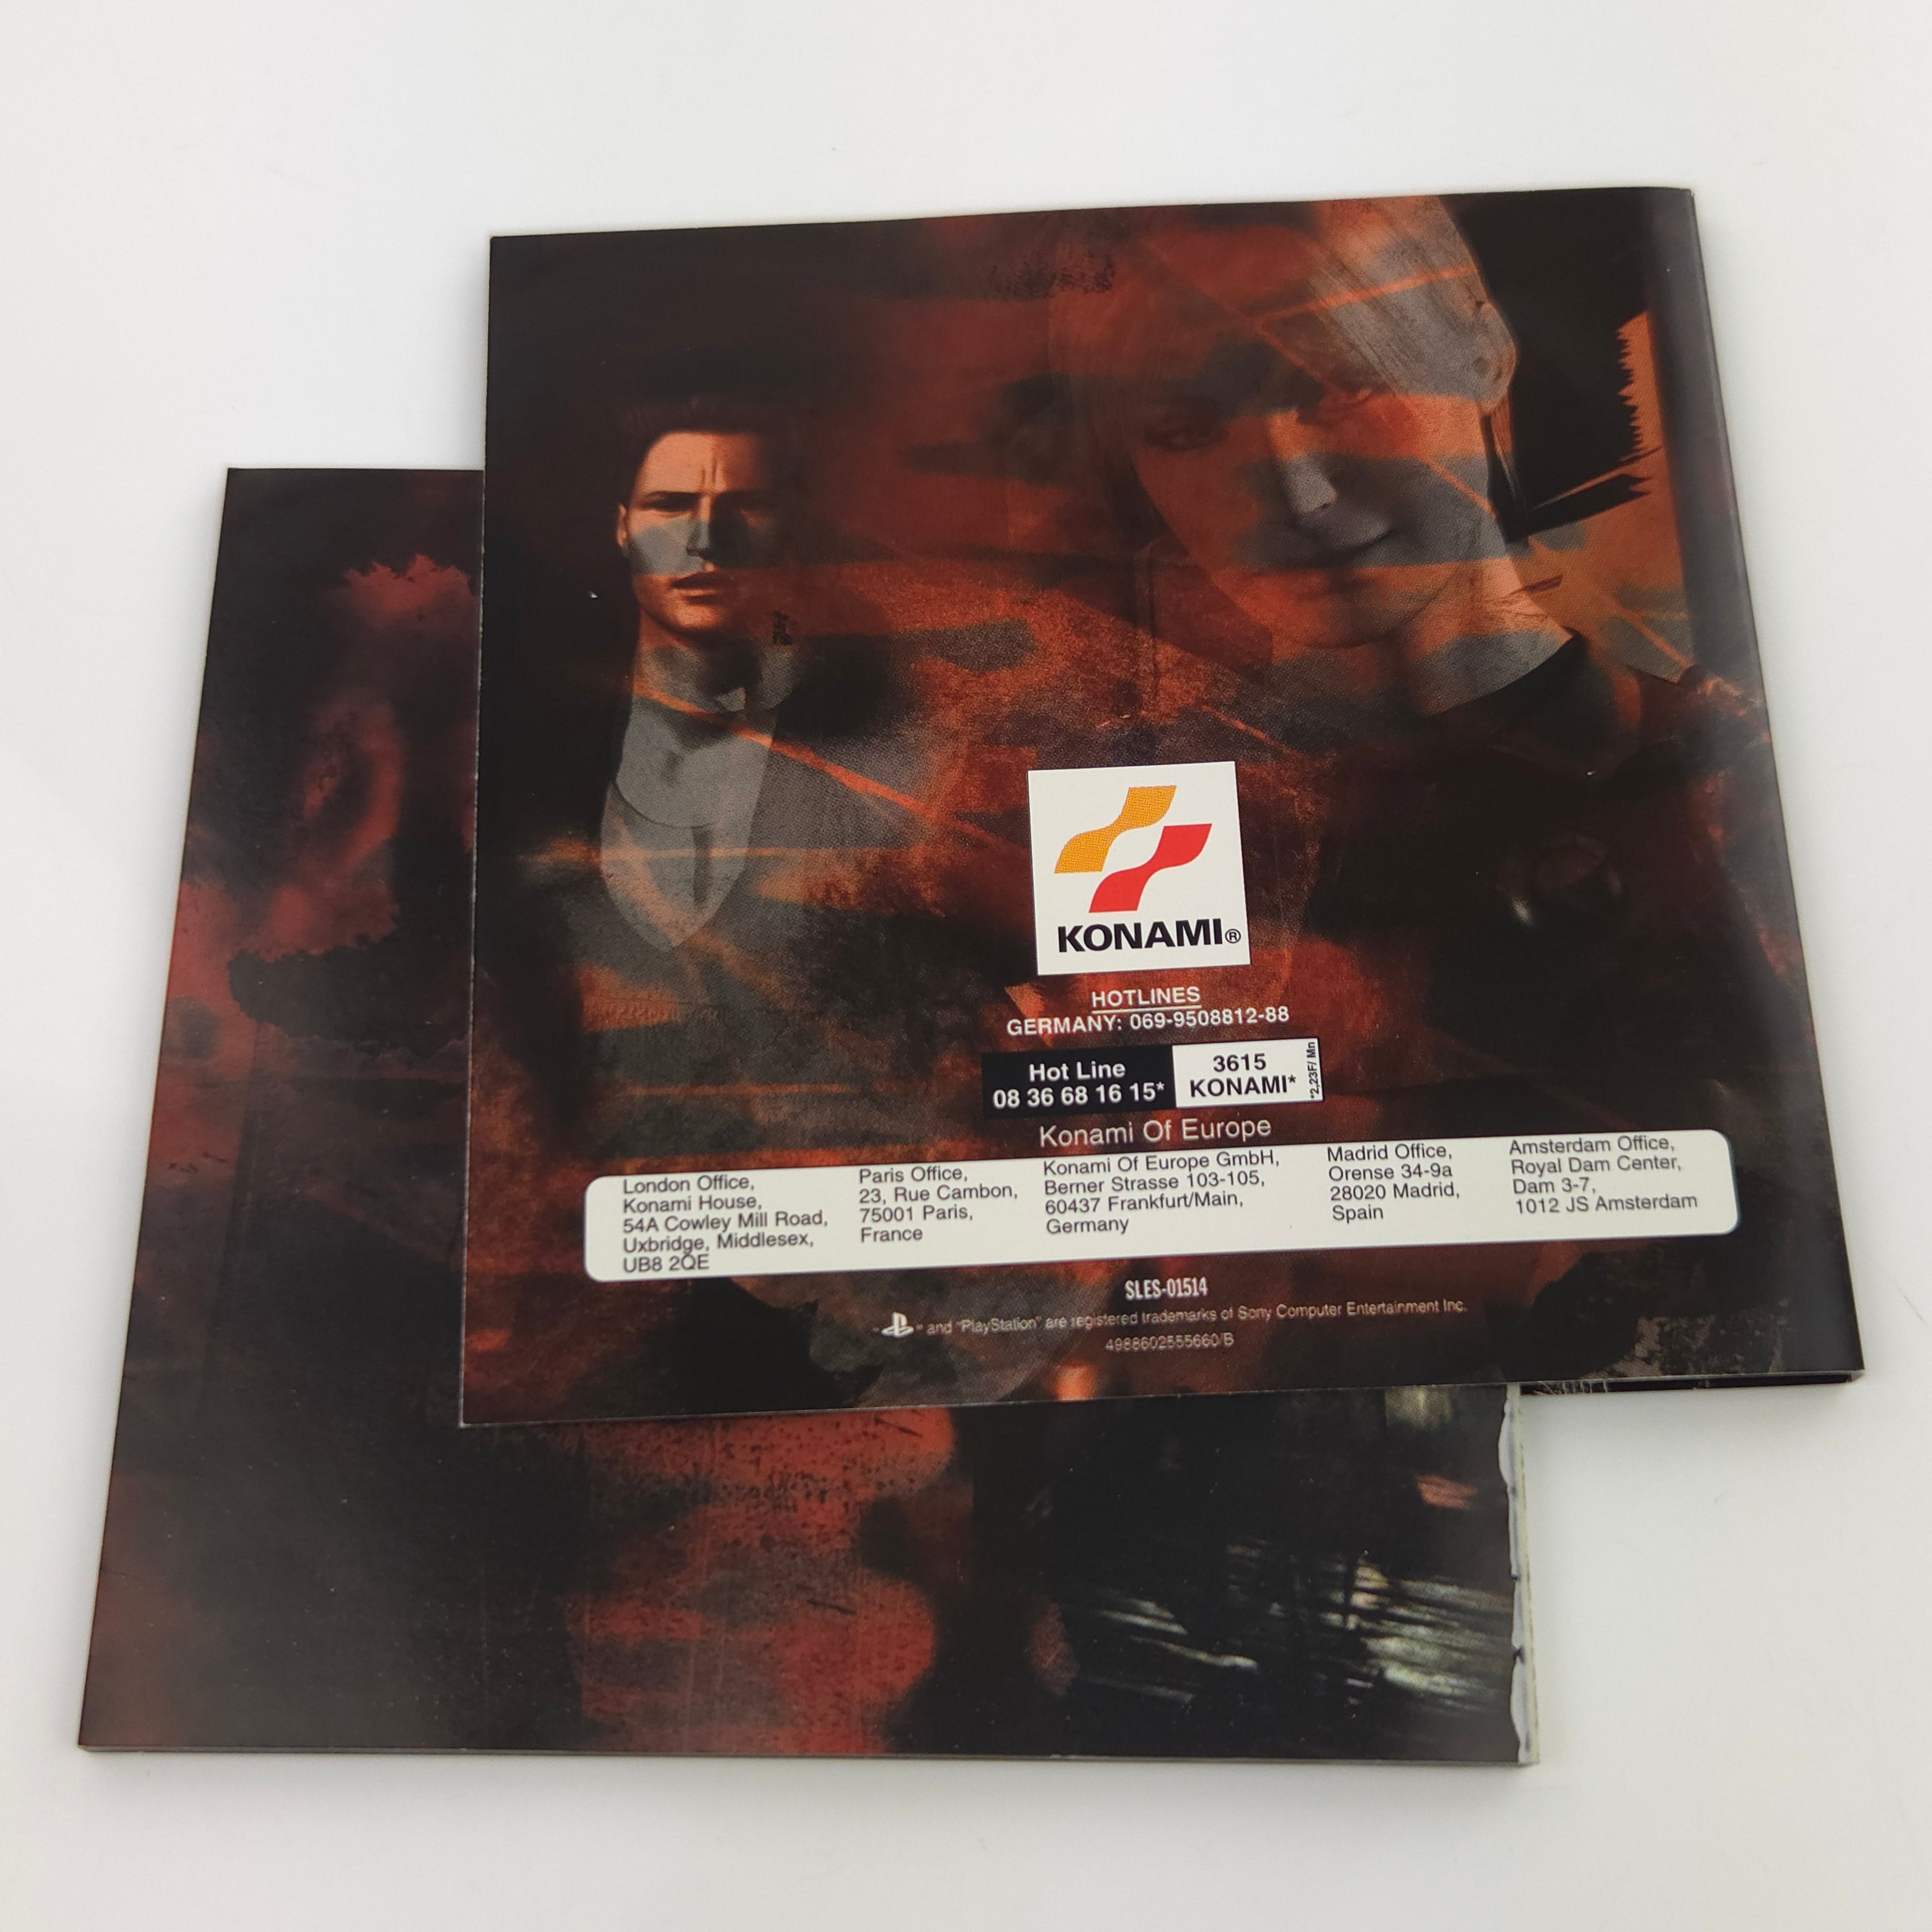 KONAMI®
HOTLINES
GERMANY: 069-9508812-88
Hot Line
08 36 68 16 15*
3615
KONAMI*
*2,23F/ Mn
Konami Of Europe
London Office,
Konami House,
54A Cowley Mill Road,
Uxbridge, Middlesex,
UB8 2QE
Paris Office,
23, Rue Cambon,
75001 Paris,
France
Konami Of Europe GmbH,
Berner Strasse 103-105,
60437 Frankfurt/Main,
Germany
Madrid Office,
Orense 34-9a
28020 Madrid,
Spain
Amsterdam Office,
Royal Dam Center,
Dam 3-7,
1012 JS Amsterdam
SLES-01514
" " and "PlayStation" are registered trademarks of Sony Computer Entertainment Inc.
4988602555660/B